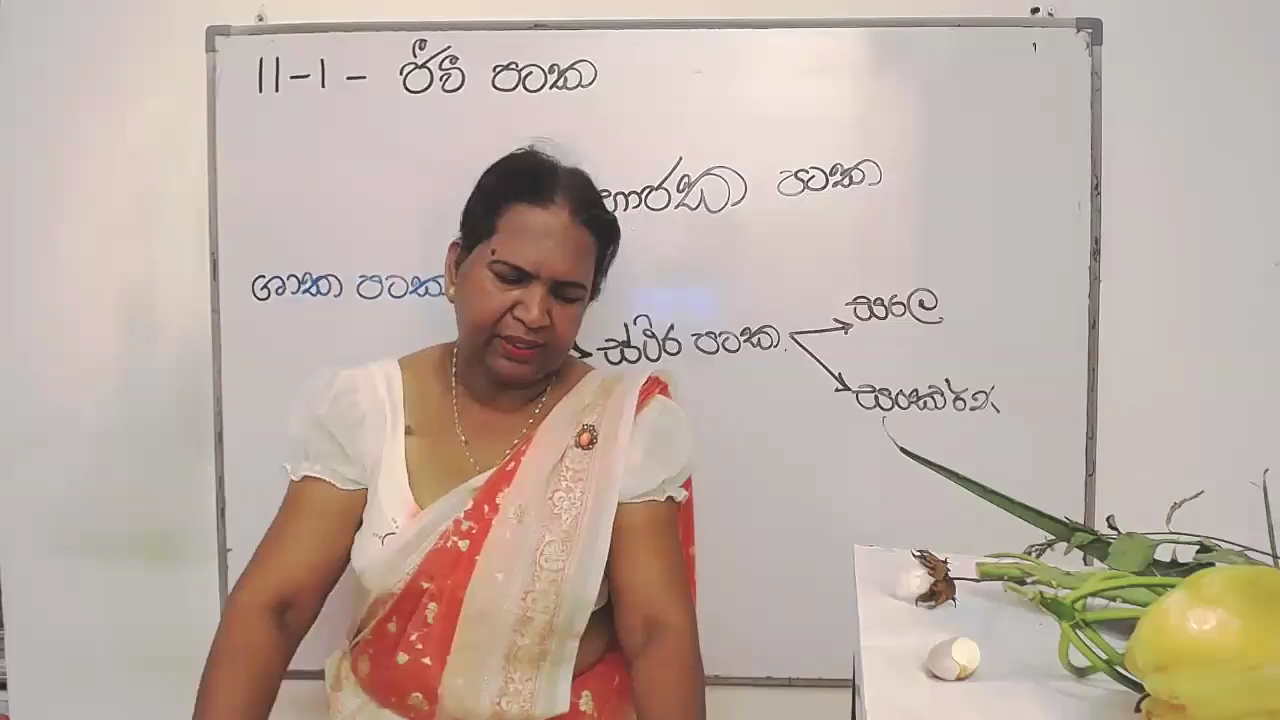 11-1 - ජීවී පටක
පටක
ශාක පටක
ස්ථිර පටක
සරල
සංකීර්ණ